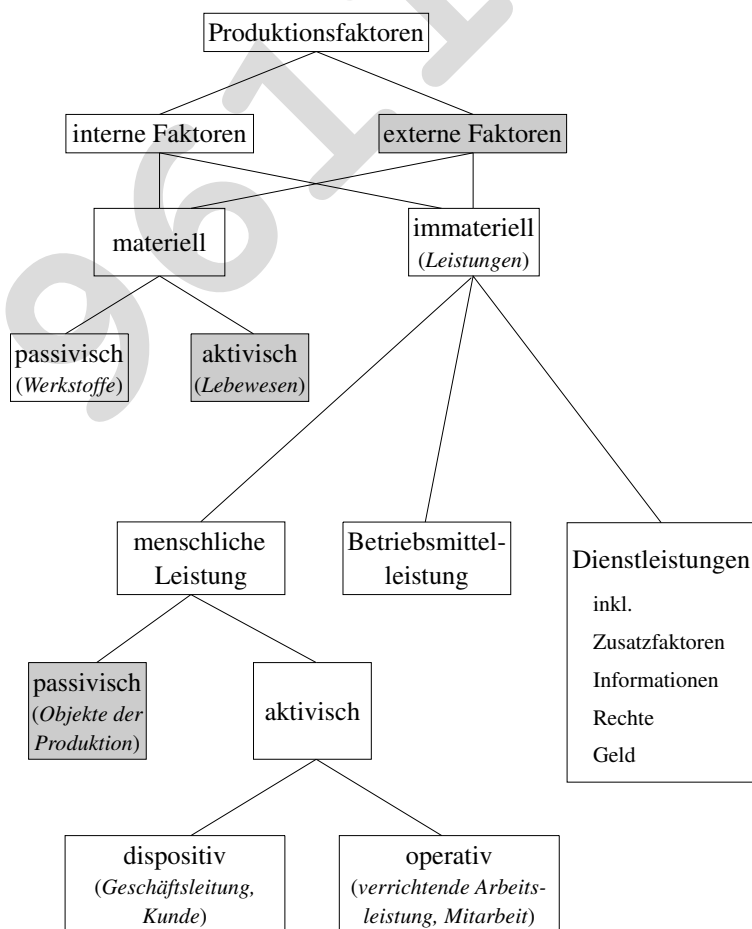 Produktionsfaktoren
interne Faktoren
externe Faktoren
materiell
immateriell
(Leistungen)
passivisch
(Werkstoffe)
aktivisch
(Lebewesen)
menschliche
Leistung
Betriebsmittel-
leistung
Dienstleistungen
inkl.
Zusatzfaktoren
Informationen
Rechte
Geld
passivisch
(Objekte der
Produktion)
aktivisch
dispositiv
(Geschäftsleitung,
Kunde)
operativ
(verrichtende Arbeits-
leistung, Mitarbeit)